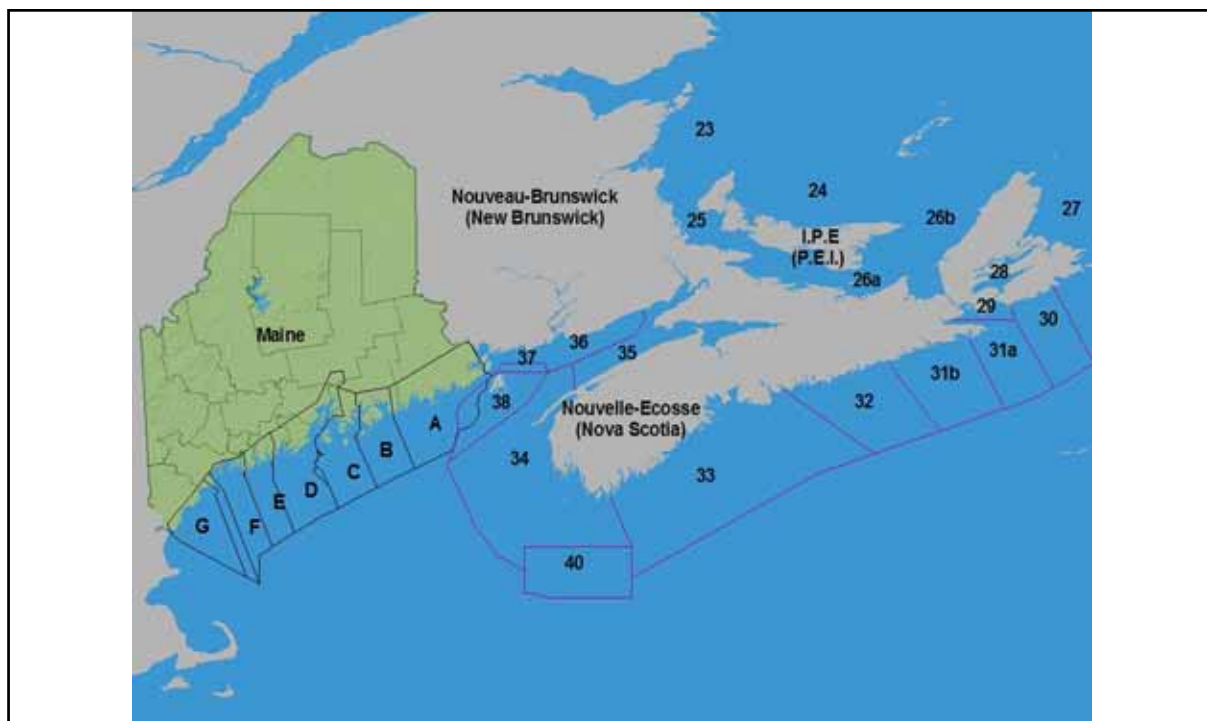 23
24
Nouveau-Brunswick
(New Brunswick)
27
25
26b
I.P.E
(P.E.I.)
28
26a
29
30
Maine
36
37
35
31a
31b
38
32
Nouvelle-Ecosse
(Nova Scotia)
A
B
34
C
33
D
E
G
F
40